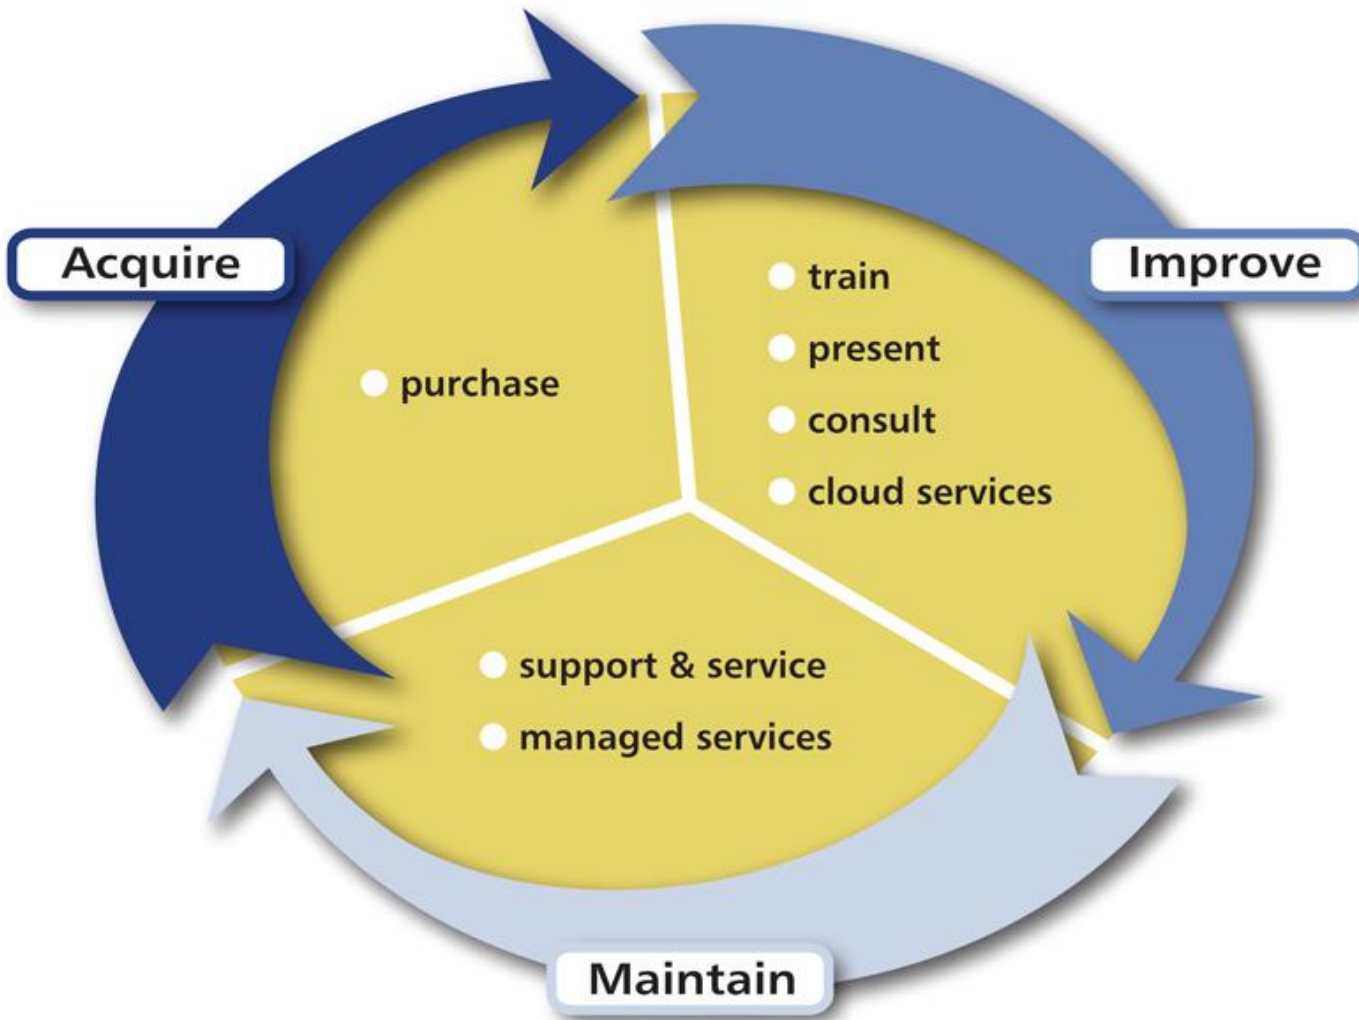 Acquire
purchase
Improve
train
present
consult
cloud services
support & service
managed services
Maintain